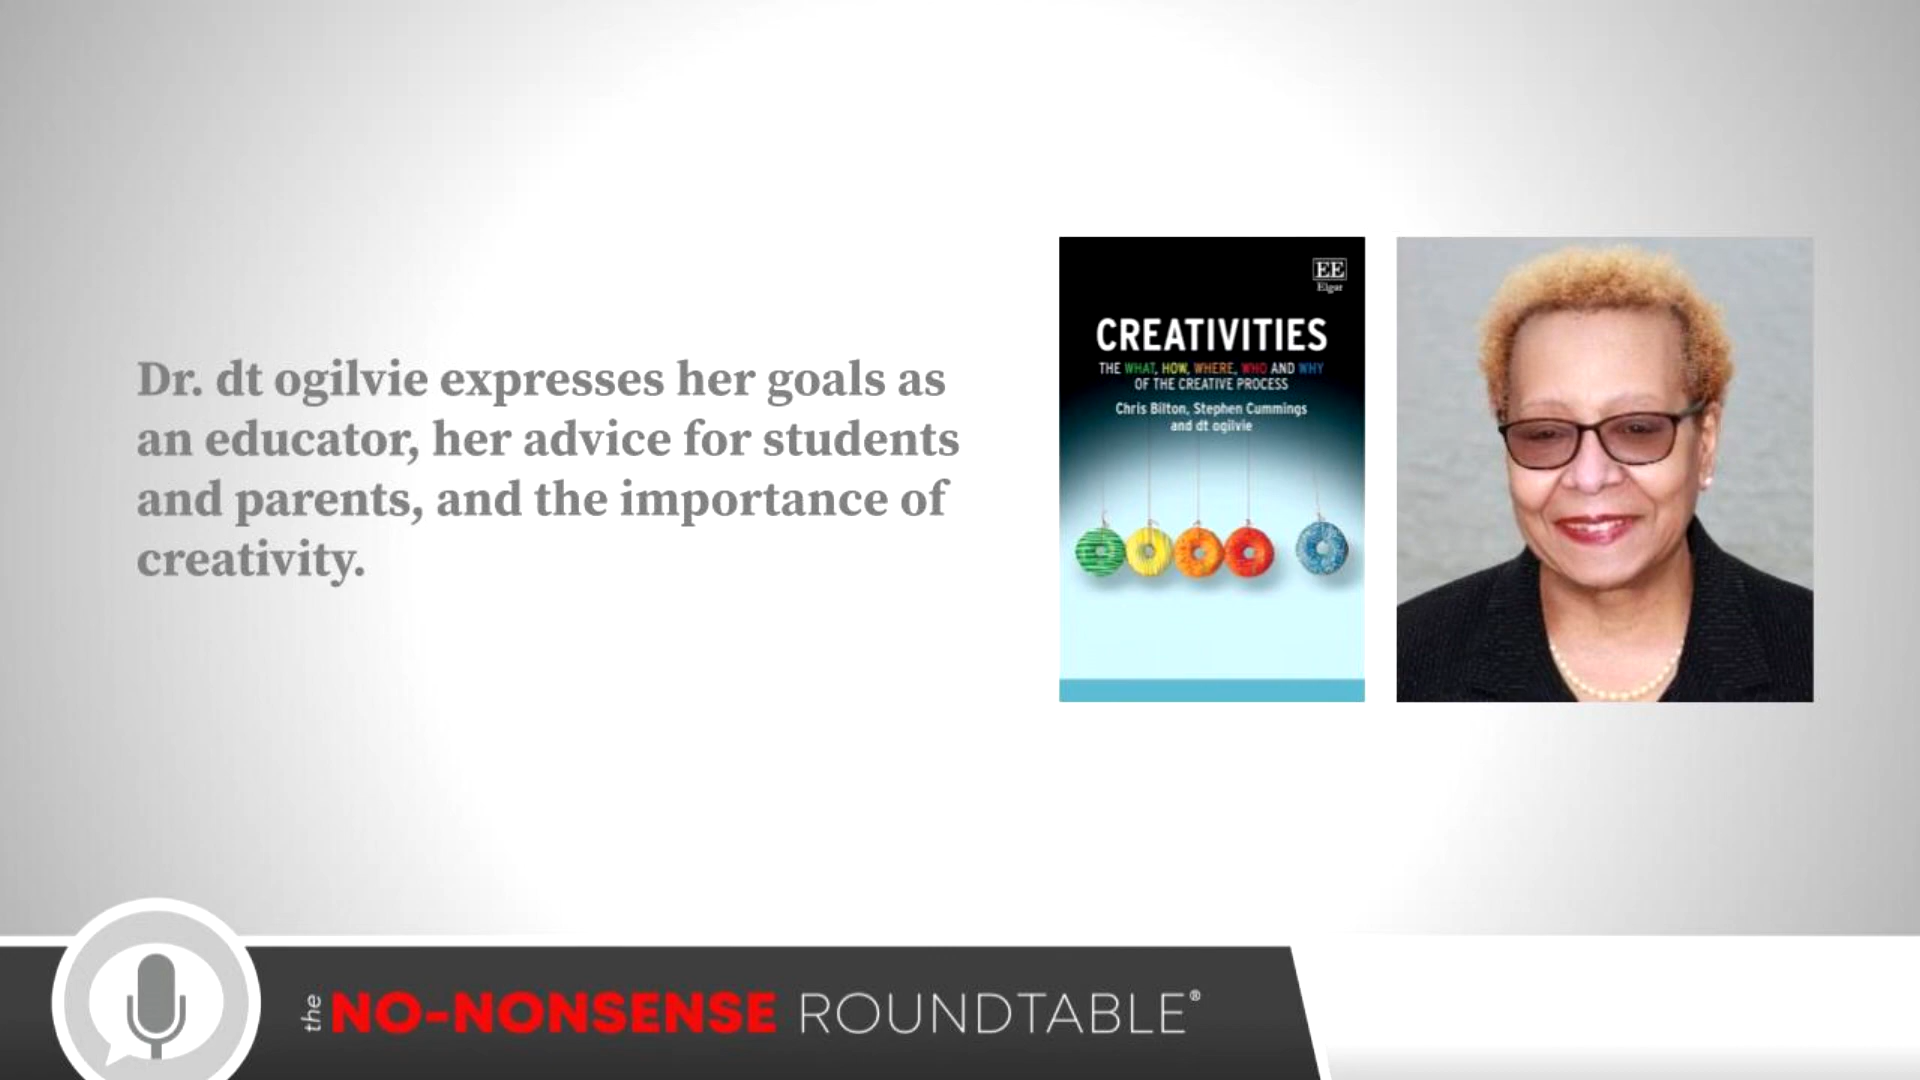 Dr. dt ogilvie expresses her goals as
an educator, her advice for students
and parents, and the importance of
creativity.
EE
Elgar
CREATIVITIES
THE WHAT, HOW, WHERE, WHO AND WHY
OF THE CREATIVE PROCESS
Chris Bilton, Stephen Cummings
and dt ogilvie
the NO-NONSENSE ROUNDTABLE®